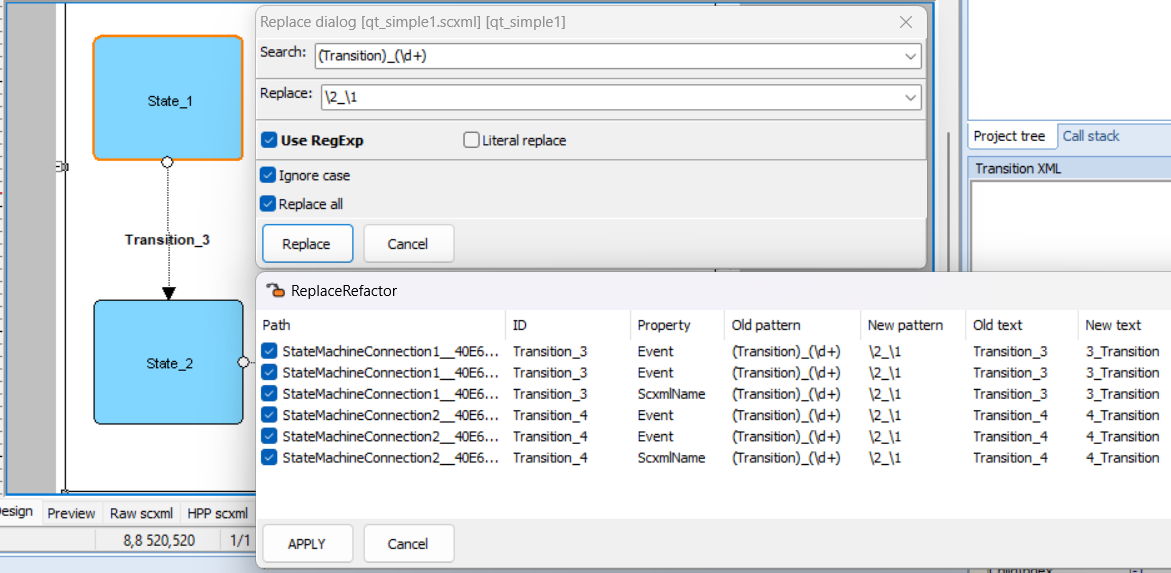 Replace dialog [qt_simple1.scxml] [qt_simple1]
Search: (Transition)_(\d+)
Replace: \2_\1
Use RegExp Literal replace
Ignore case
Replace all
Replace Cancel
State_1
Transition_3
State_2
Project tree Call stack
Transition XML
ReplaceRefactor
Path ID Property Old pattern New pattern Old text New text
StateMachineConnection1__40E6... Transition_3 Event (Transition)_(\d+) \2_\1 Transition_3 3_Transition
StateMachineConnection1__40E6... Transition_3 Event (Transition)_(\d+) \2_\1 Transition_3 3_Transition
StateMachineConnection1__40E6... Transition_3 ScxmlName (Transition)_(\d+) \2_\1 Transition_3 3_Transition
StateMachineConnection2__40E6... Transition_4 Event (Transition)_(\d+) \2_\1 Transition_4 4_Transition
StateMachineConnection2__40E6... Transition_4 Event (Transition)_(\d+) \2_\1 Transition_4 4_Transition
StateMachineConnection2__40E6... Transition_4 ScxmlName (Transition)_(\d+) \2_\1 Transition_4 4_Transition
APPLY Cancel
esign Preview Raw scxml HPP scxml
8,8 520,520 1/1